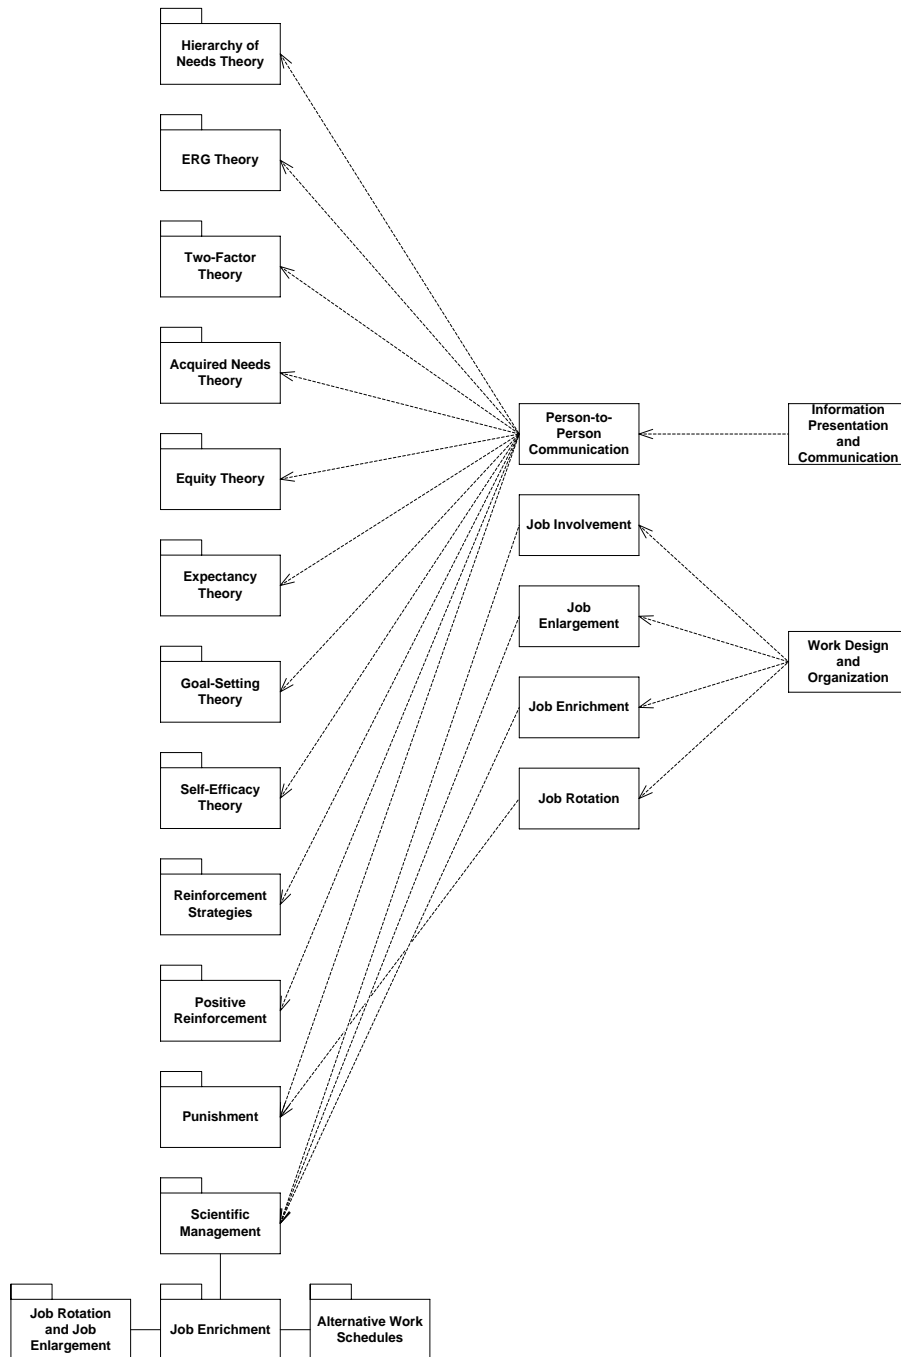 Hierarchy of
Needs Theory
ERG Theory
Two-Factor
Theory
Acquired Needs
Theory
Equity Theory
Expectancy
Theory
Goal-Setting
Theory
Self-Efficacy
Theory
Reinforcement
Strategies
Positive
Reinforcement
Punishment
Scientific
Management
Job Rotation
and Job
Enlargement
Job Enrichment
Alternative Work
Schedules
Person-to-
Person
Communication
Job Involvement
Job
Enlargement
Job Enrichment
Job Rotation
Information
Presentation
and
Communication
Work Design
and
Organization